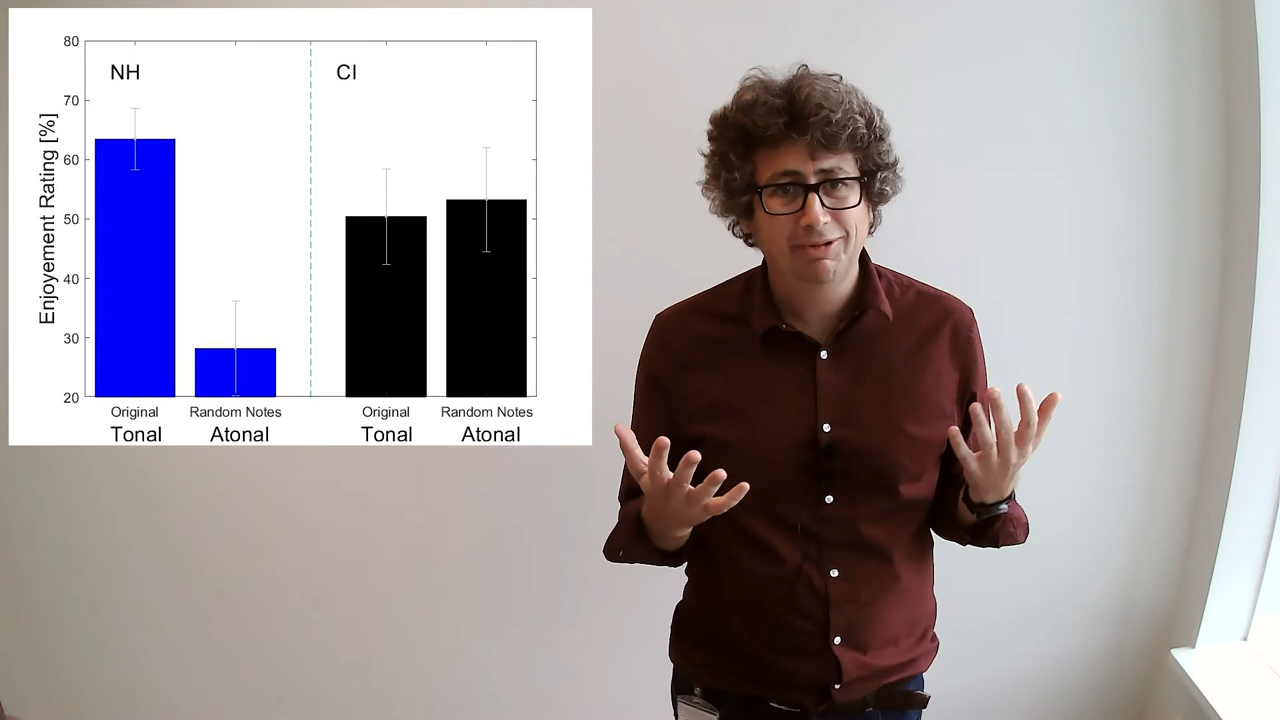 80
NH
CI
70
60
50
40
30
20
Enjoyement Rating [%]
Original
Random Notes
Original
Random Notes
Tonal
Atonal
Tonal
Atonal